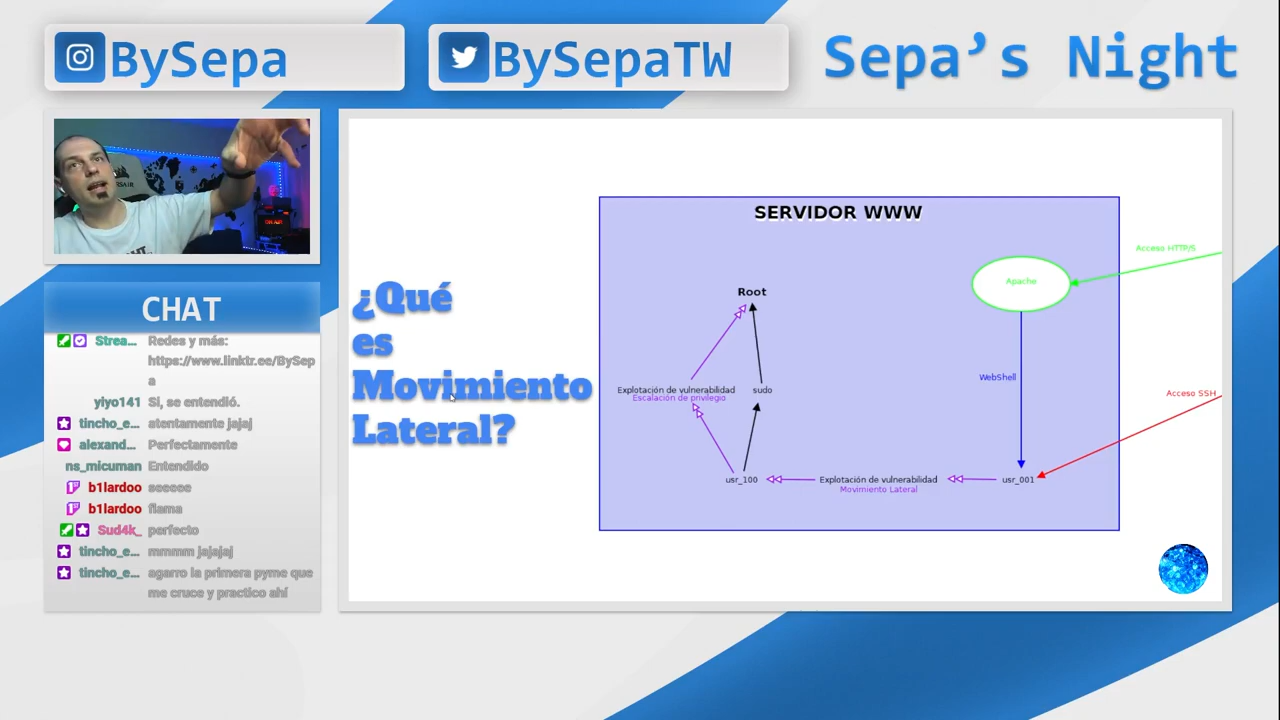 BySepa
BySepaTW
Sepa's Night
CHAT
Strea... Redes y más:
https://www.linktr.ee/BySep
a
yiyo141 Si, se entendió.
tincho_e... atentamente jajaj
alexand... Perfectamente
ns_micuman Entendido
b1lardoo soeooe
b1lardoo flama
Sud4k_ perfecto
tincho_e... mmmm jajajaj
tincho_e... agarro la primera pyme que
me cruce y practico ahí
¿Qué
es
Movimiento
Lateral?
SERVIDOR WWW
Acceso HTTP/S
Apache
Root
WebShell
Explotación de vulnerabilidad
Escalación de privilegio
sudo
Acceso SSH
usr_100
Explotación de vulnerabilidad
Movimiento Lateral
usr_001